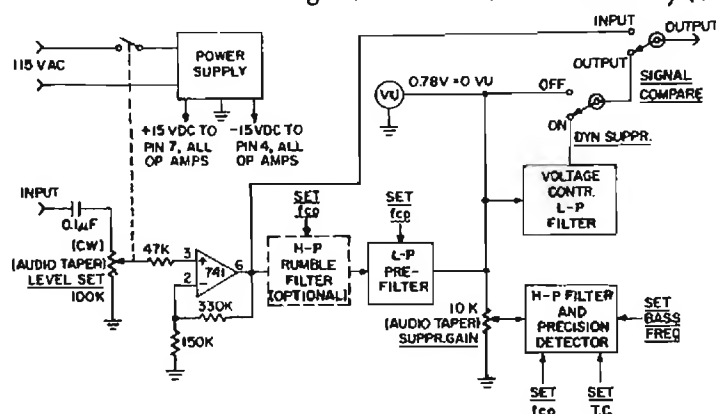 INPUT
OUTPUT
115 VAC
POWER
SUPPLY
0.78V = 0 VU
VU
OUTPUT
OFF
SIGNAL
COMPARE
+15 VDC TO
PIN 7, ALL
OP AMPS
-15 VDC TO
PIN 4, ALL
OP AMPS
ON
DYN SUPPR.
VOLTAGE
CONTR.
L-P
FILTER
INPUT
0.1µF
(CW)
(AUDIO TAPER)
LEVEL SET
100K
47K
3
2
741
6
330K
150K
SET
fco
H-P
RUMBLE
FILTER
(OPTIONAL)
SET
fco
L-P
PRE-
FILTER
10 K
(AUDIO TAPER)
SUPPR.GAIN
H-P FILTER
AND
PRECISION
DETECTOR
SET
BASS
FREQ
SET
fco
SET
T.C.